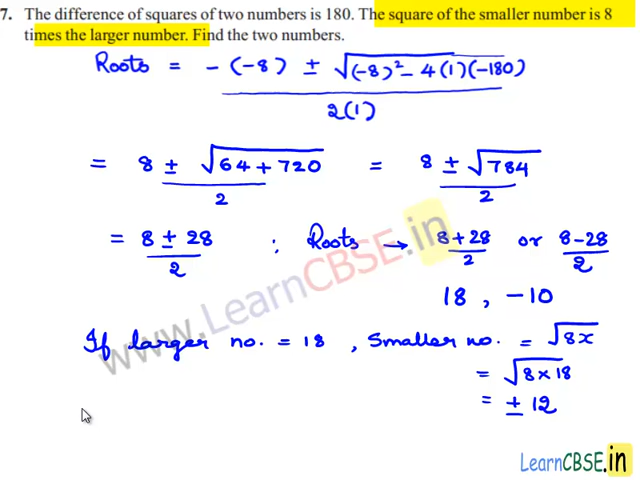 7. The difference of squares of two numbers is 180. The square of the smaller number is 8
times the larger number. Find the two numbers.
Roots = -(-8) ± √(-8)² - 4(1)(-180) / 2(1)
= 8 ± √64 + 720 / 2 = 8 ± √784 / 2
= 8 ± 28 / 2 ; Roots → 8+28 / 2 or 8-28 / 2
18, -10
If larger no. = 18, Smaller no. = √8x
= √8×18
= ± 12
www.LearnCBSE.in
LearnCBSE.in